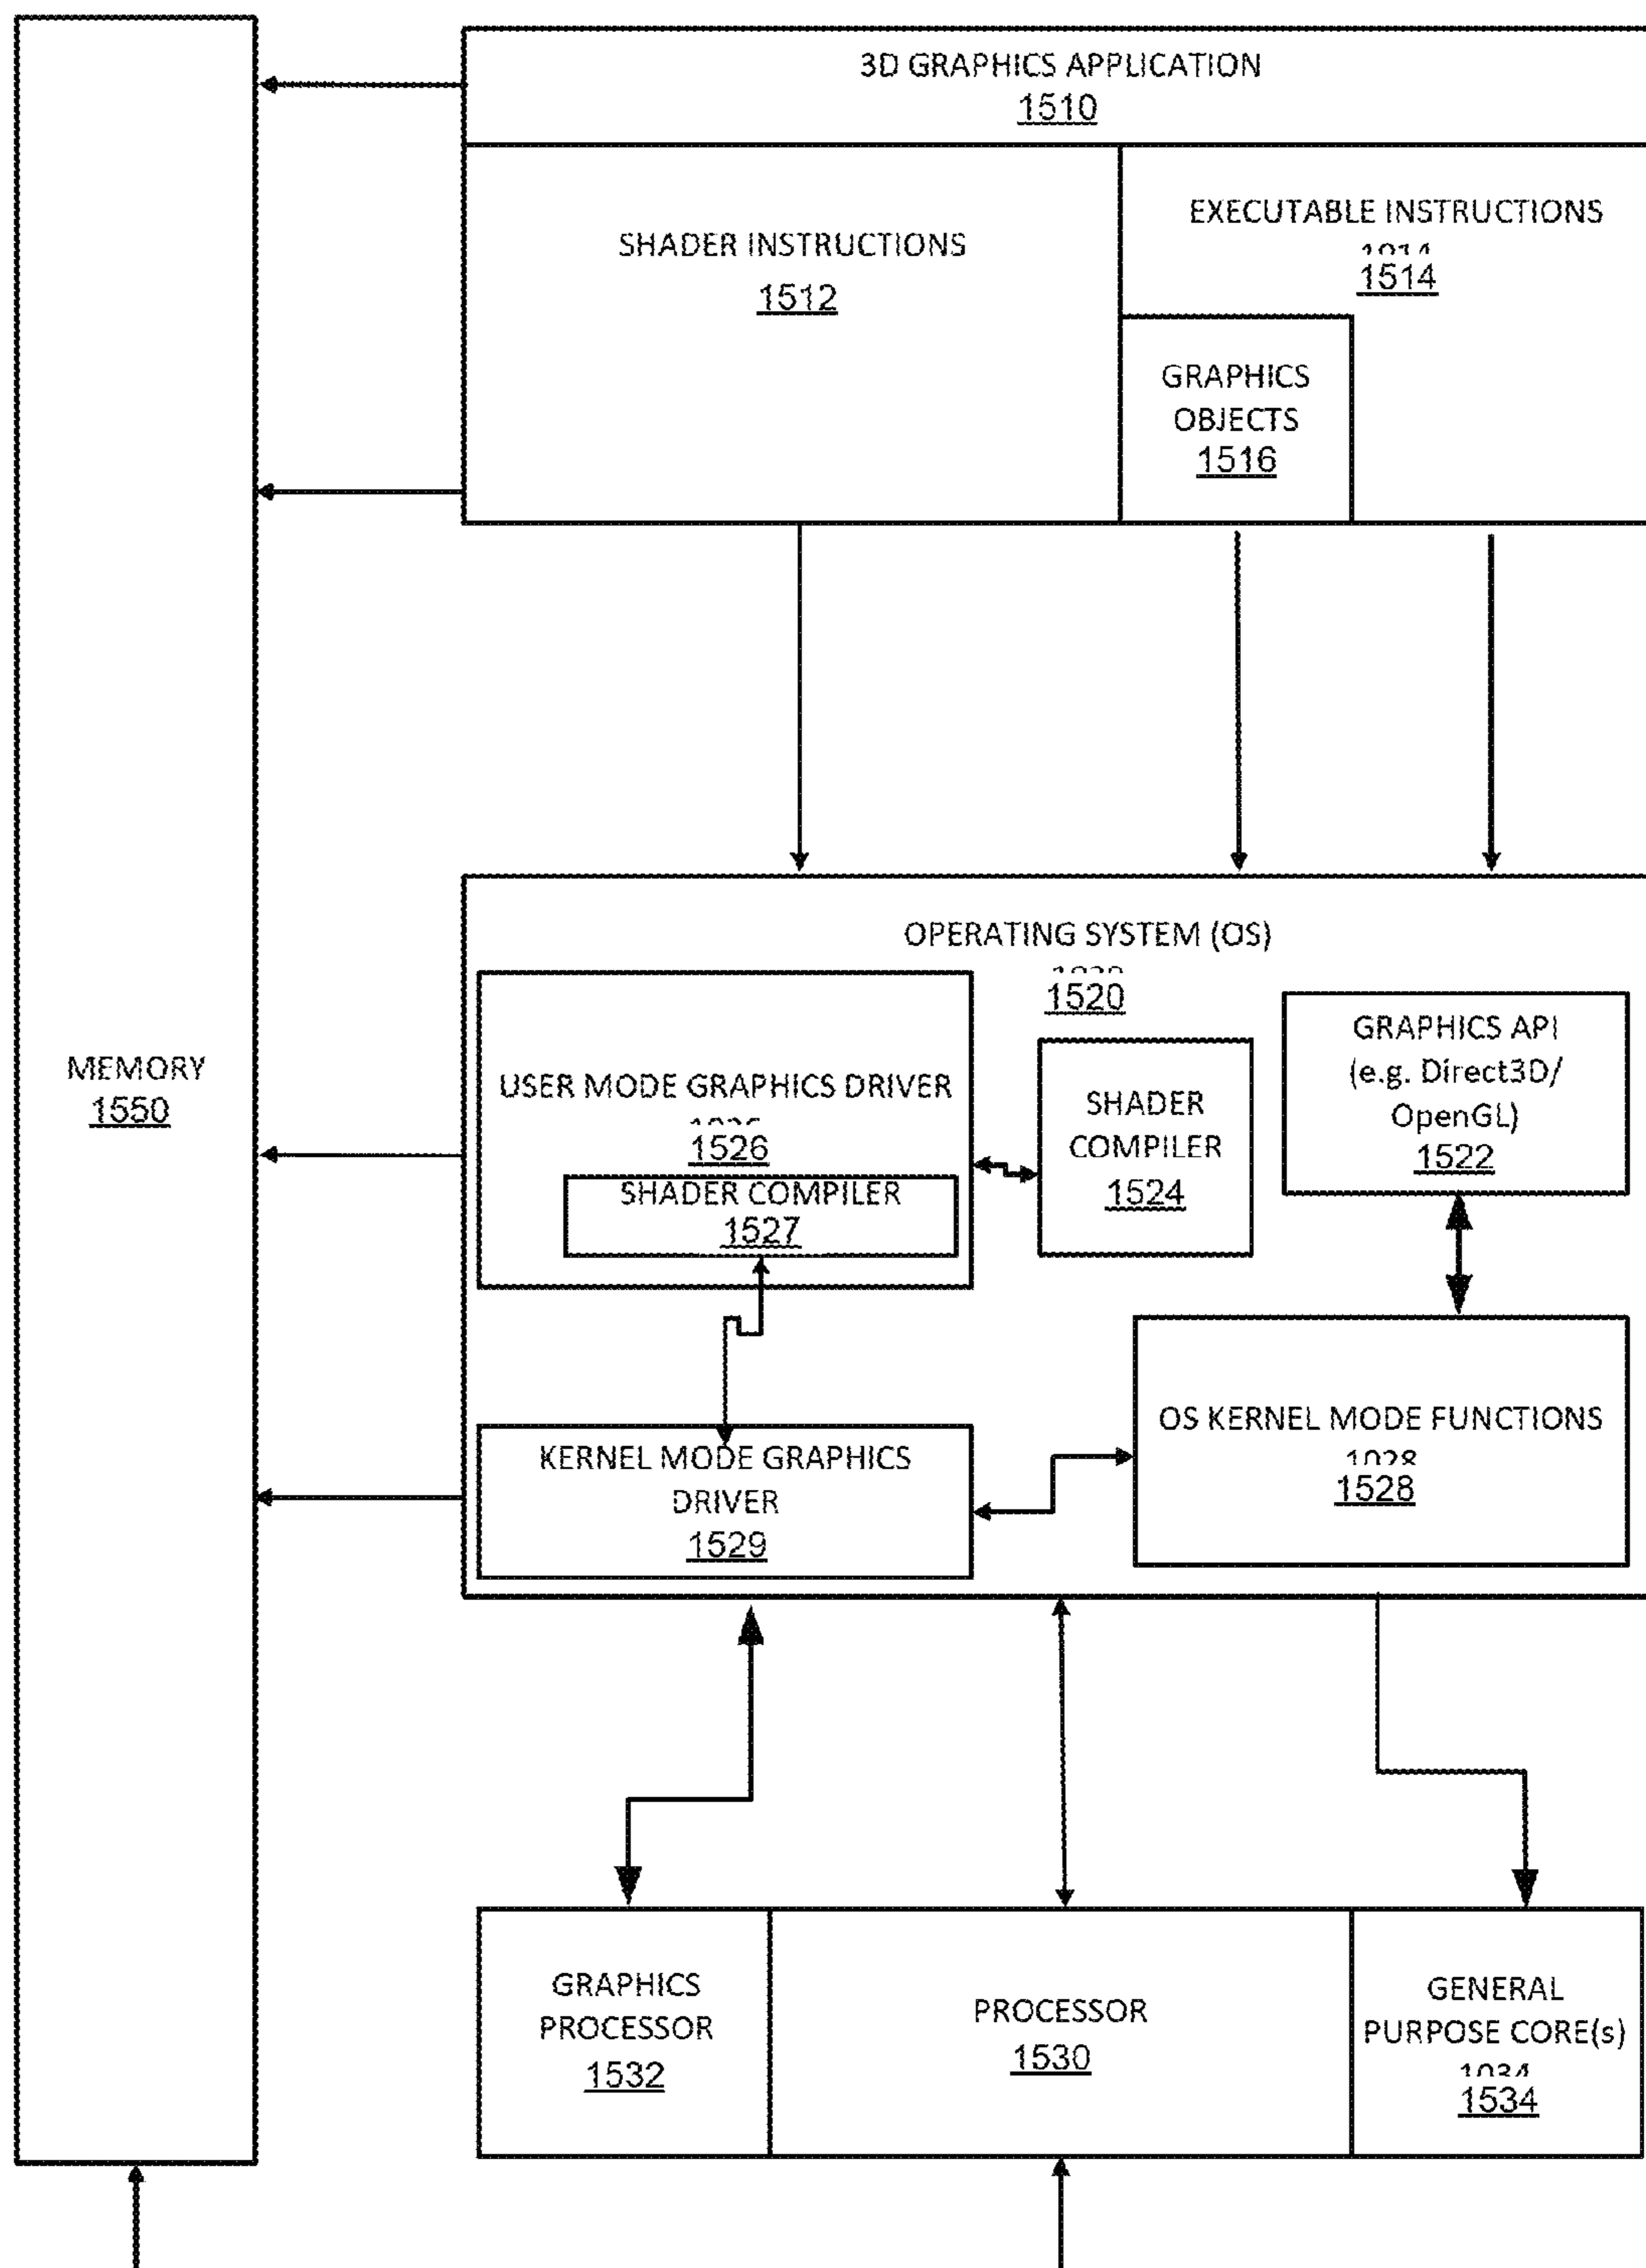 3D GRAPHICS APPLICATION
1510
SHADER INSTRUCTIONS
1512
EXECUTABLE INSTRUCTIONS
1514
GRAPHICS
OBJECTS
1516
MEMORY
1550
OPERATING SYSTEM (OS)
1520
USER MODE GRAPHICS DRIVER
1526
SHADER COMPILER
1527
SHADER
COMPILER
1524
GRAPHICS API
(e.g. Direct3D/
OpenGL)
1522
KERNEL MODE GRAPHICS
DRIVER
1529
OS KERNEL MODE FUNCTIONS
1528
GRAPHICS
PROCESSOR
1532
PROCESSOR
1530
GENERAL
PURPOSE CORE(s)
1534